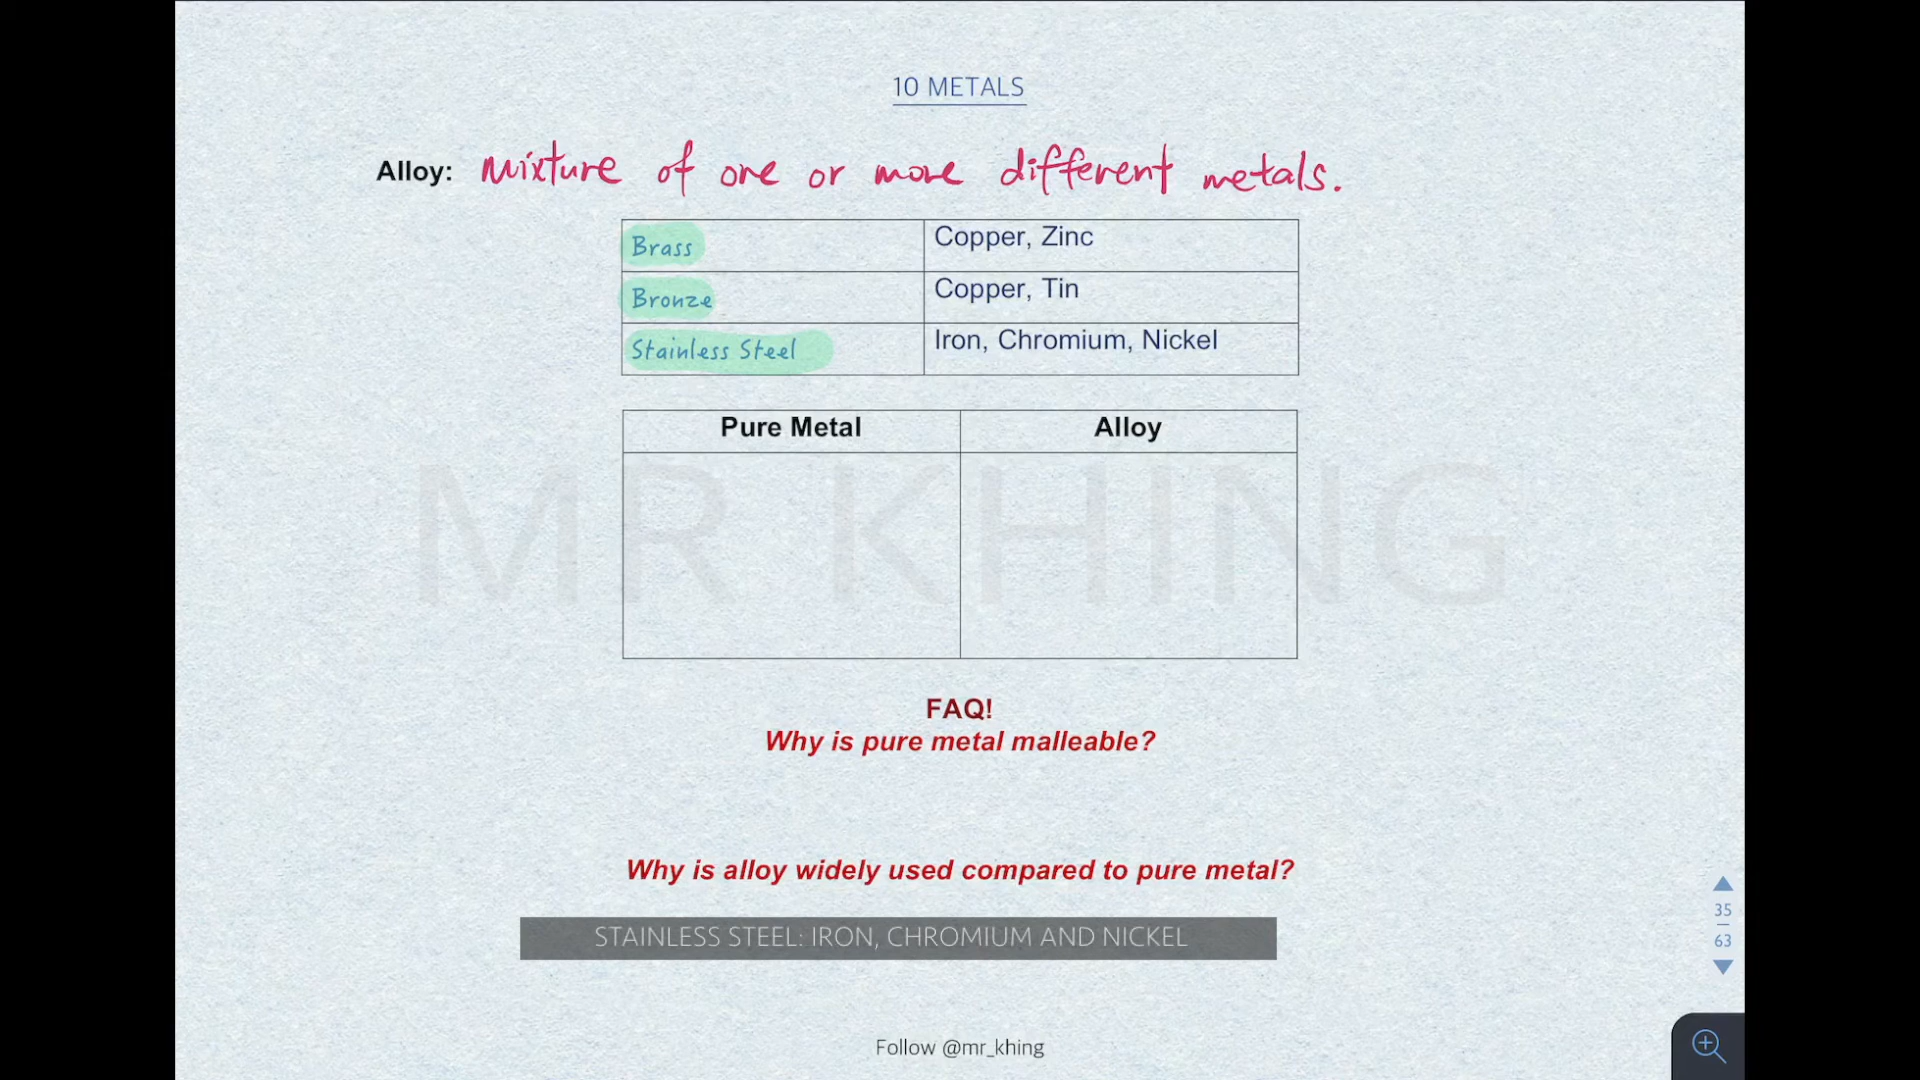 10 METALS
Alloy: Mixture of one or more different metals.
Brass Copper, Zinc
Bronze Copper, Tin
Stainless Steel Iron, Chromium, Nickel
Pure Metal Alloy
MR KHING
FAQ!
Why is pure metal malleable?
Why is alloy widely used compared to pure metal?
STAINLESS STEEL: IRON, CHROMIUM AND NICKEL
35
63
Follow @mr_khing